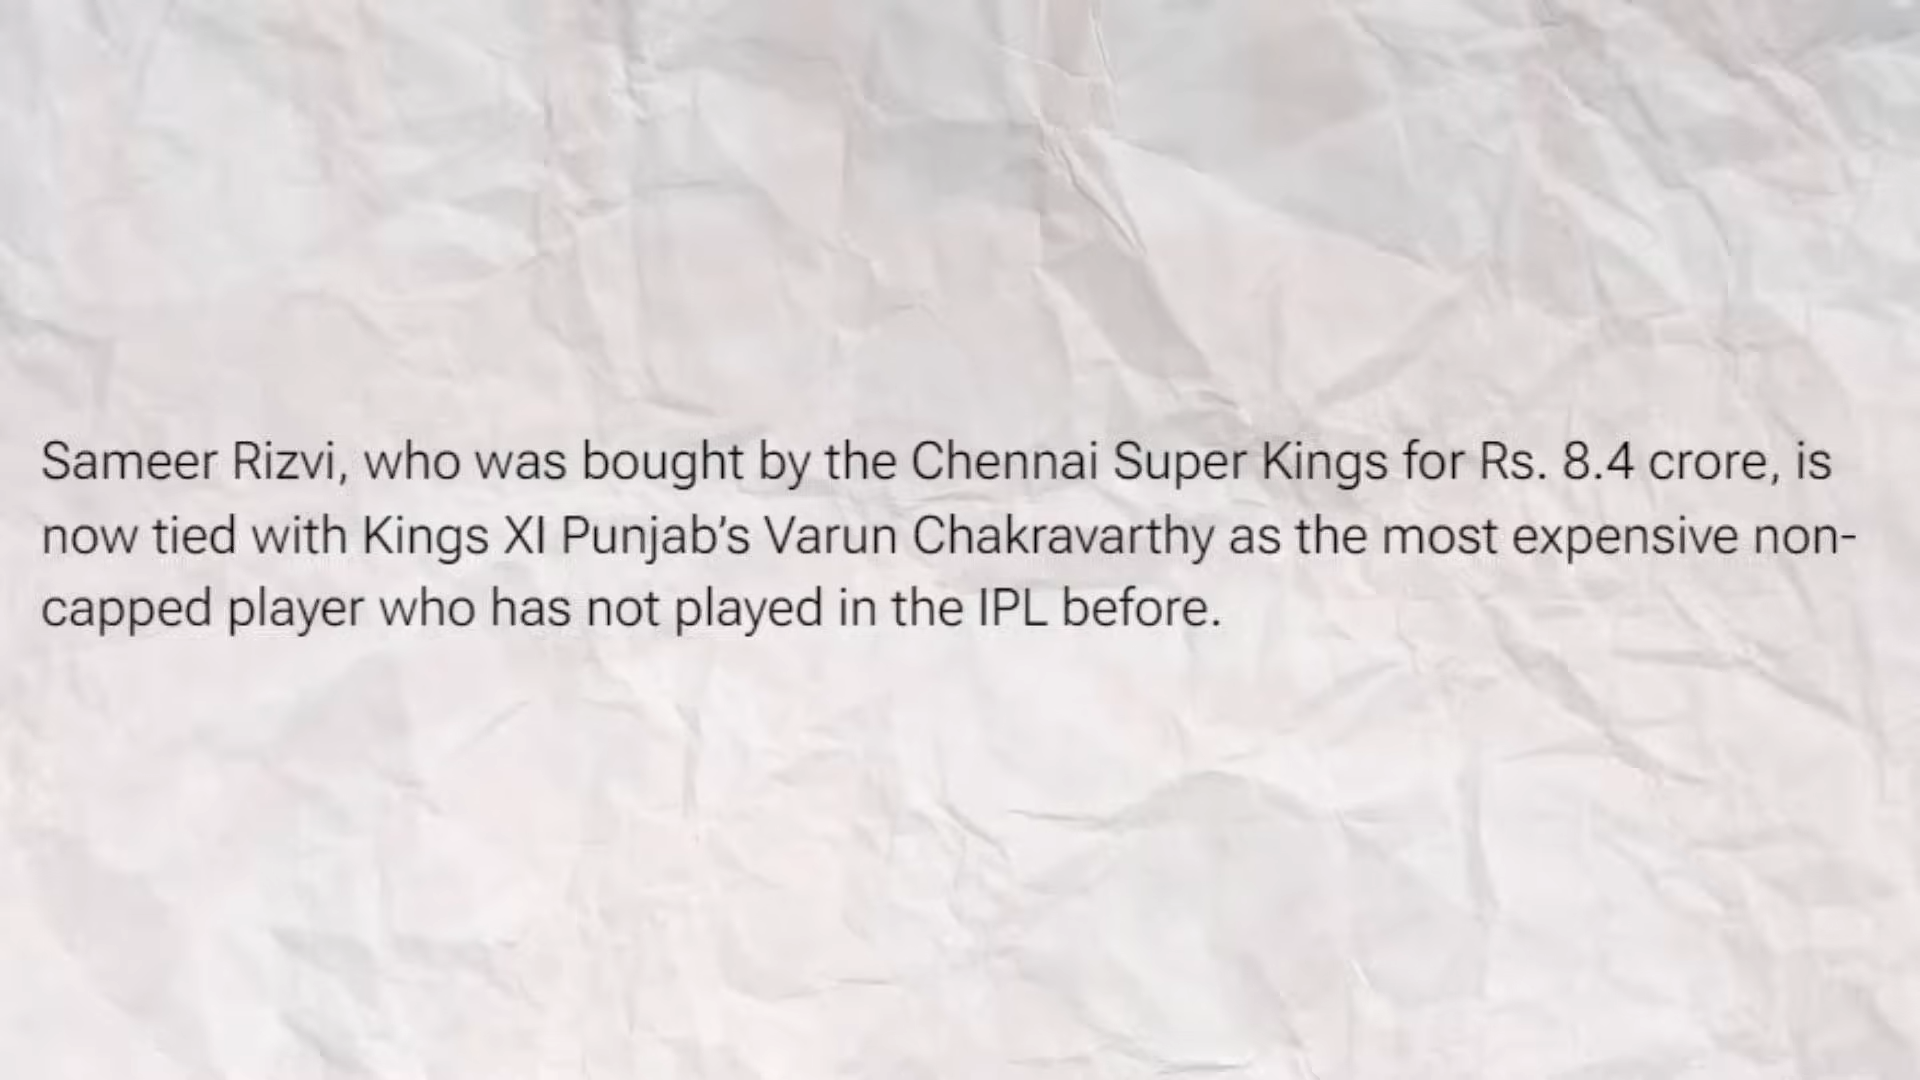 Sameer Rizvi, who was bought by the Chennai Super Kings for Rs. 8.4 crore, is
now tied with Kings XI Punjab’s Varun Chakravarthy as the most expensive non-
capped player who has not played in the IPL before.